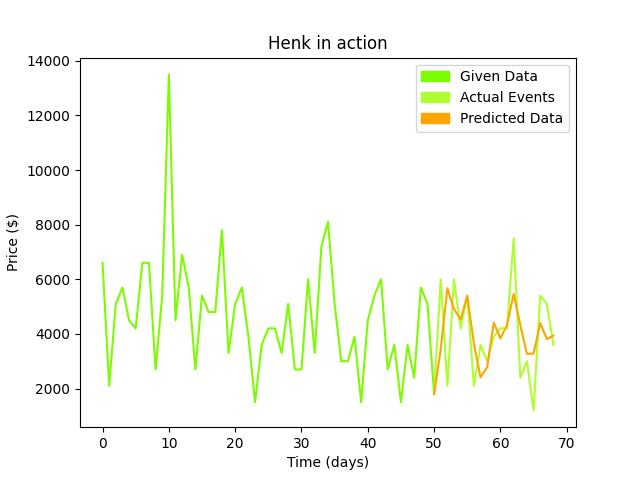 Henk in action
Given Data
Actual Events
Predicted Data
14000
12000
10000
8000
6000
4000
2000
Price ($)
0 10 20 30 40 50 60 70
Time (days)